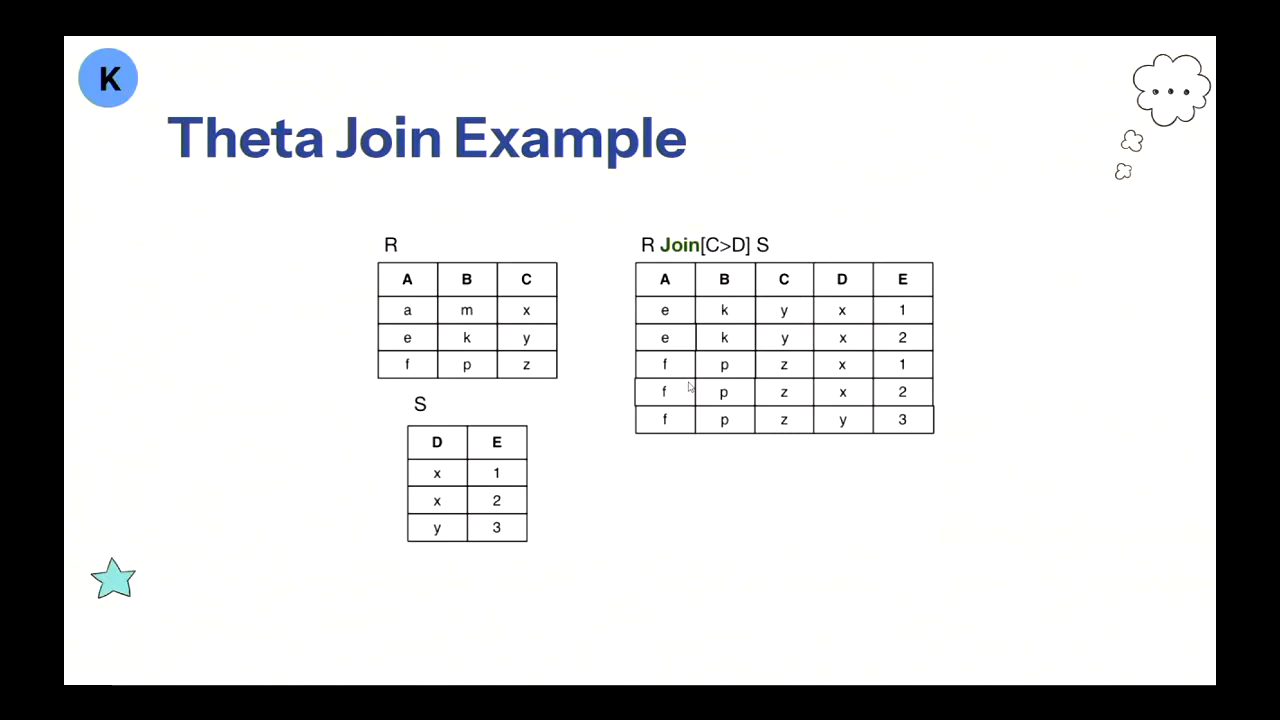 K
Theta Join Example
R
A B C
a m x
e k y
f p z
S
D E
x 1
x 2
y 3
R Join[C>D] S
A B C D E
e k y x 1
e k y x 2
f p z x 1
f p z x 2
f p z y 3